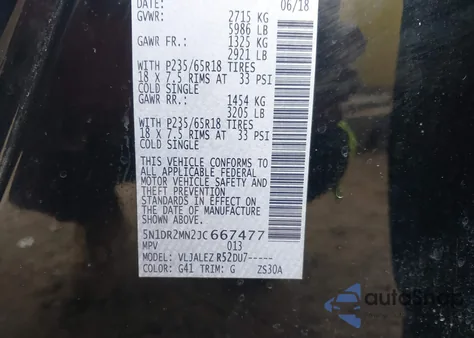 DATE: 06/18
GVWR: 2715 KG
5986 LB
GAWR FR: 1325 KG
2921 LB
WITH P235/65R18 TIRES
18 X 7.5 RIMS AT 33 PSI
COLD SINGLE
GAWR RR: 1454 KG
3205 LB
WITH P235/65R18 TIRES
18 X 7.5 RIMS AT 33 PSI
COLD SINGLE
THIS VEHICLE CONFORMS TO
ALL APPLICABLE FEDERAL
MOTOR VEHICLE SAFETY AND
THEFT PREVENTION
STANDARDS IN EFFECT ON
THE DATE OF MANUFACTURE
SHOWN ABOVE.
5N1DR2MN2JC667477
MPV 013
MODEL: VLJALEZ R52DU7-----
COLOR: G41 TRIM: G ZS30A
autoSnap